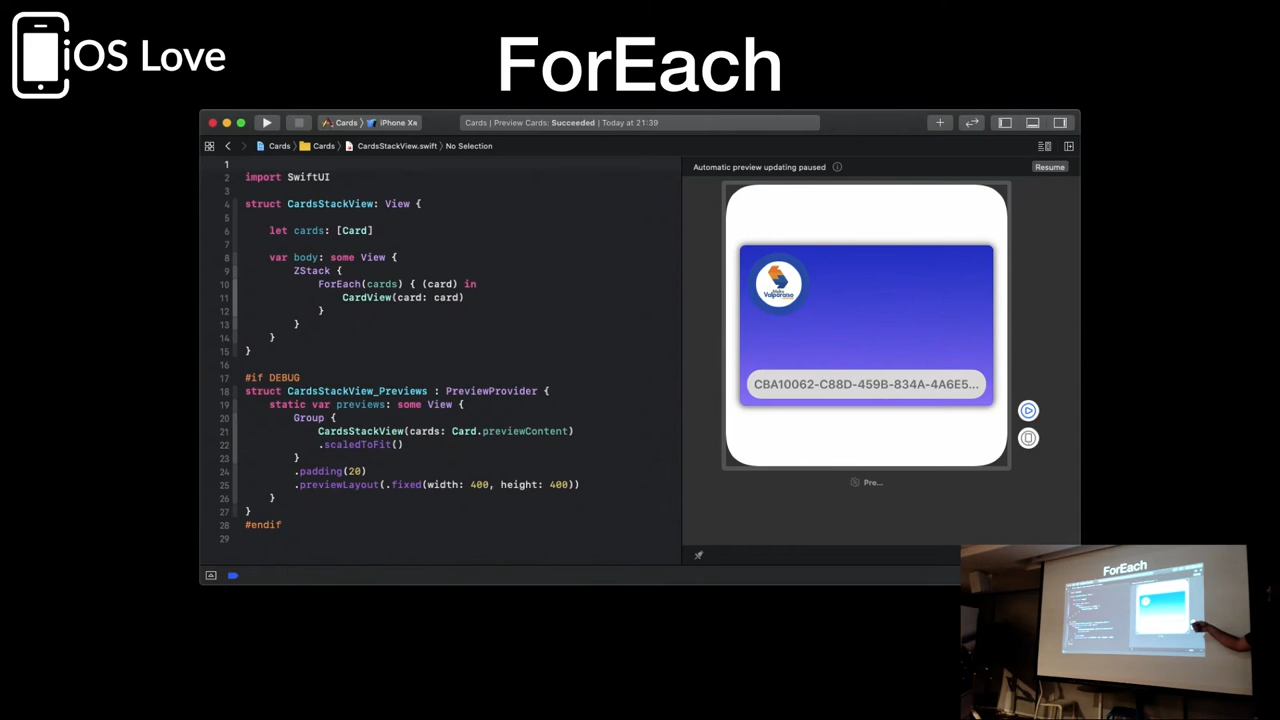 iOS Love
ForEach
Cards 〉 iPhone Xʀ
Cards | Preview Cards: Succeeded | Today at 21:39
Cards 〉 Cards 〉 CardsStackView.swift 〉 No Selection
1
2 import SwiftUI
3
4 struct CardsStackView: View {
5
6     let cards: [Card]
7
8     var body: some View {
9         ZStack {
10             ForEach(cards) { (card) in
11                 CardView(card: card)
12             }
13         }
14     }
15 }
16
17 #if DEBUG
18 struct CardsStackView_Previews : PreviewProvider {
19     static var previews: some View {
20         Group {
21             CardsStackView(cards: Card.previewContent)
22             .scaledToFit()
23         }
24         .padding(20)
25         .previewLayout(.fixed(width: 400, height: 400))
26     }
27 }
28 #endif
29
Automatic preview updating paused
Resume
Metro
Valparaíso
CBA10062-C88D-459B-834A-4A6E5...
Pre...
ForEach